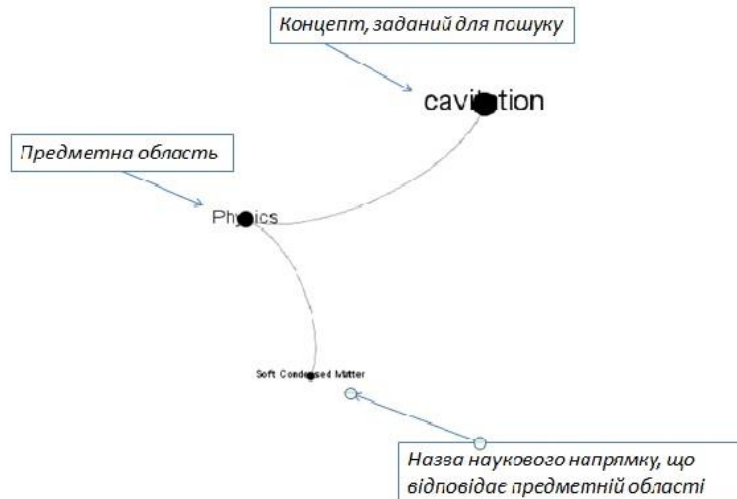 Концепт, заданий для пошуку
cavitation
Предметна область
Physics
Soft Condensed Matter
Назва наукового напрямку, що
відповідає предметній області